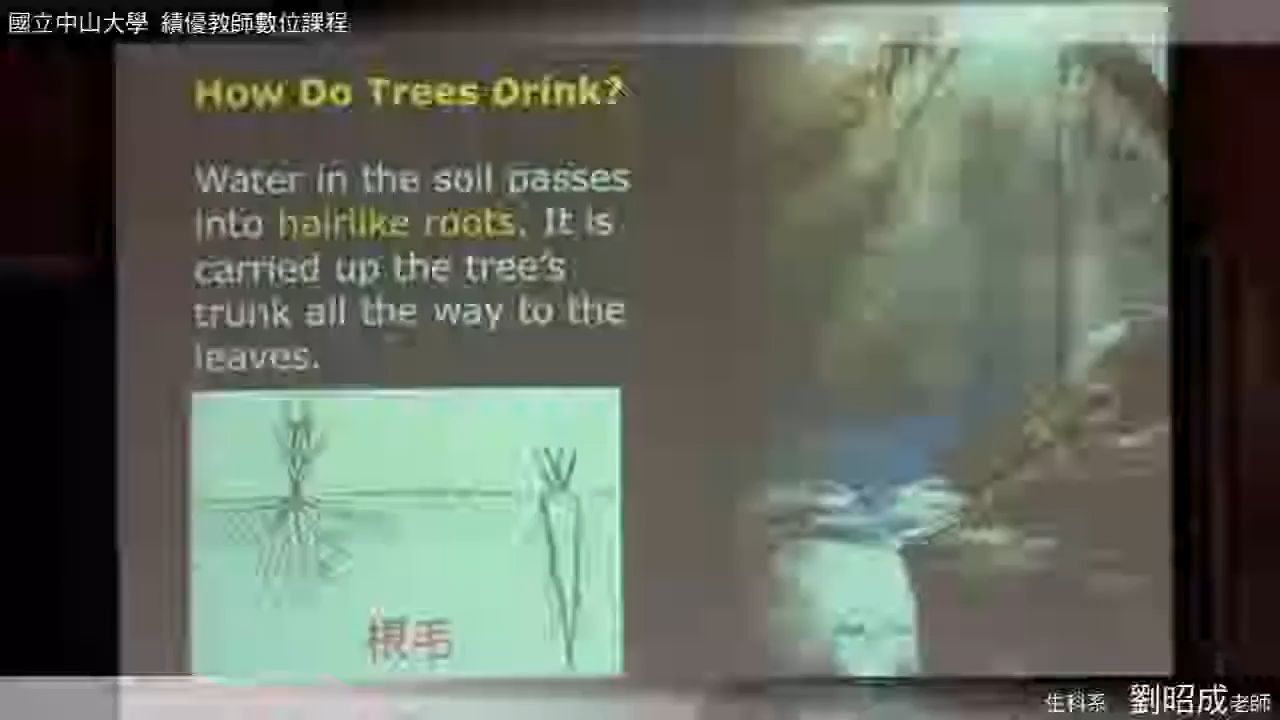 國立中山大學 績優教師數位課程
How Do Trees Drink?
Water in the soil passes
into hairlike roots. It is
carried up the tree's
trunk all the way to the
leaves.
根毛
生科系 劉昭成老師